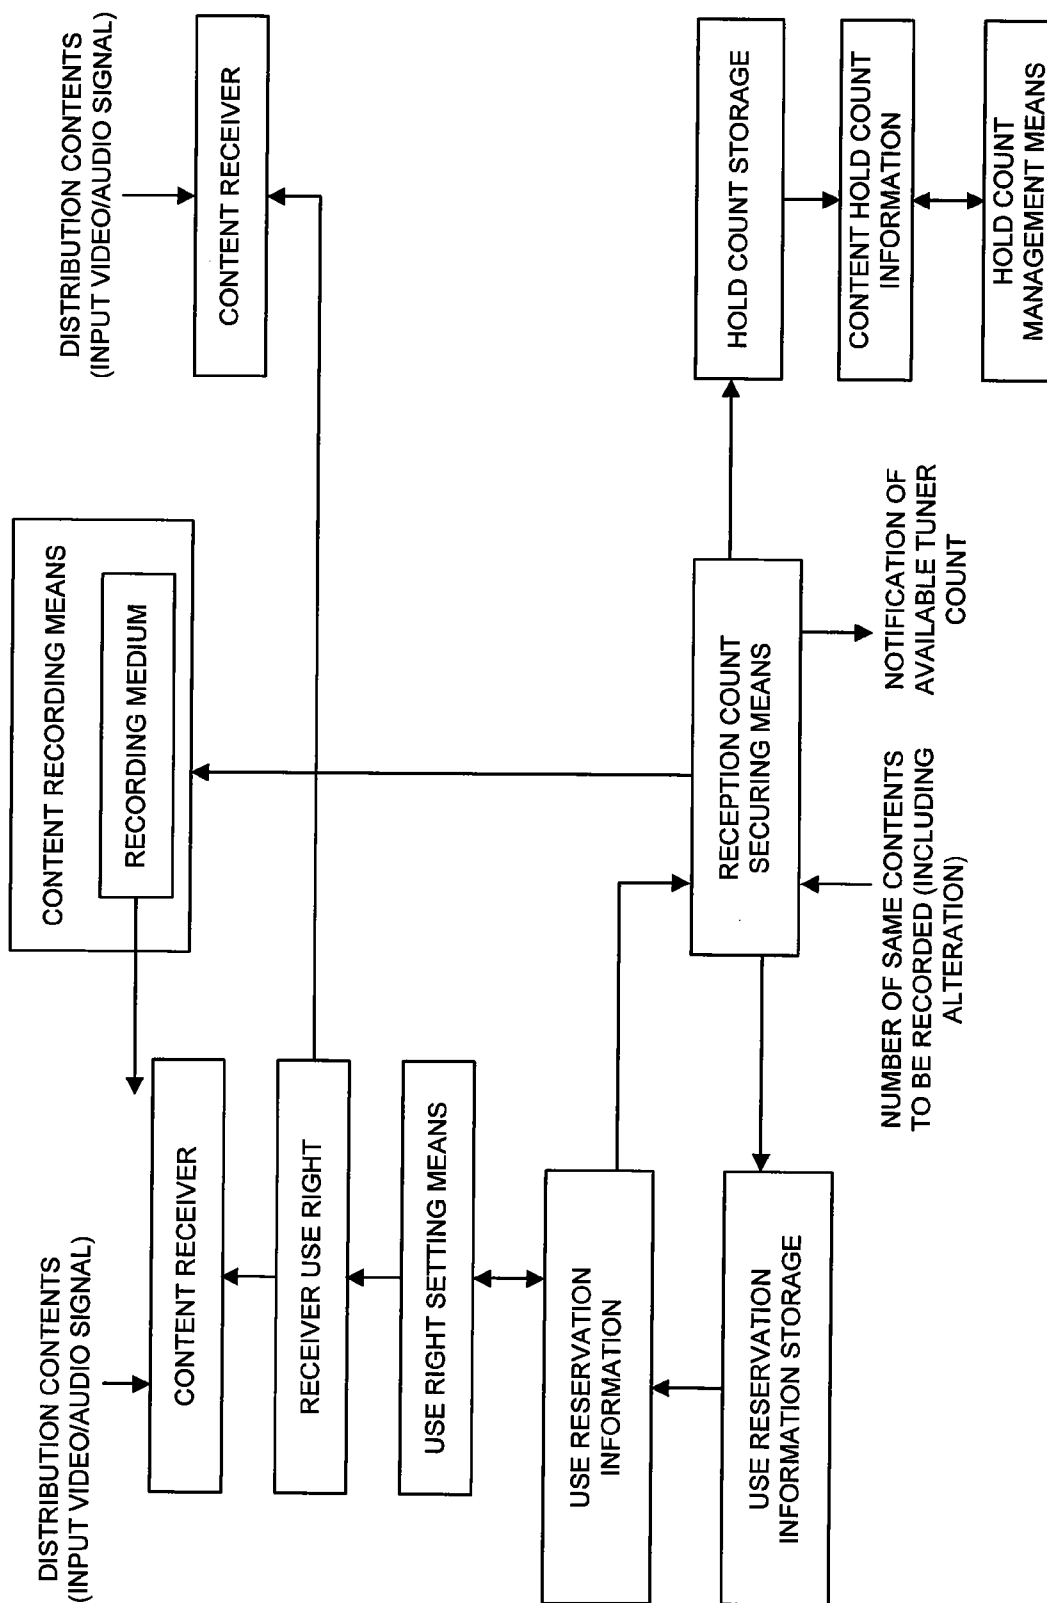 DISTRIBUTION CONTENTS
(INPUT VIDEO/AUDIO SIGNAL)
CONTENT RECEIVER
RECEIVER USE RIGHT
USE RIGHT SETTING MEANS
USE RESERVATION
INFORMATION
USE RESERVATION
INFORMATION STORAGE
CONTENT RECORDING MEANS
RECORDING MEDIUM
RECEPTION COUNT
SECURING MEANS
NUMBER OF SAME CONTENTS
TO BE RECORDED (INCLUDING
ALTERATION)
NOTIFICATION OF
AVAILABLE TUNER
COUNT
DISTRIBUTION CONTENTS
(INPUT VIDEO/AUDIO SIGNAL)
CONTENT RECEIVER
HOLD COUNT STORAGE
CONTENT HOLD COUNT
INFORMATION
HOLD COUNT
MANAGEMENT MEANS